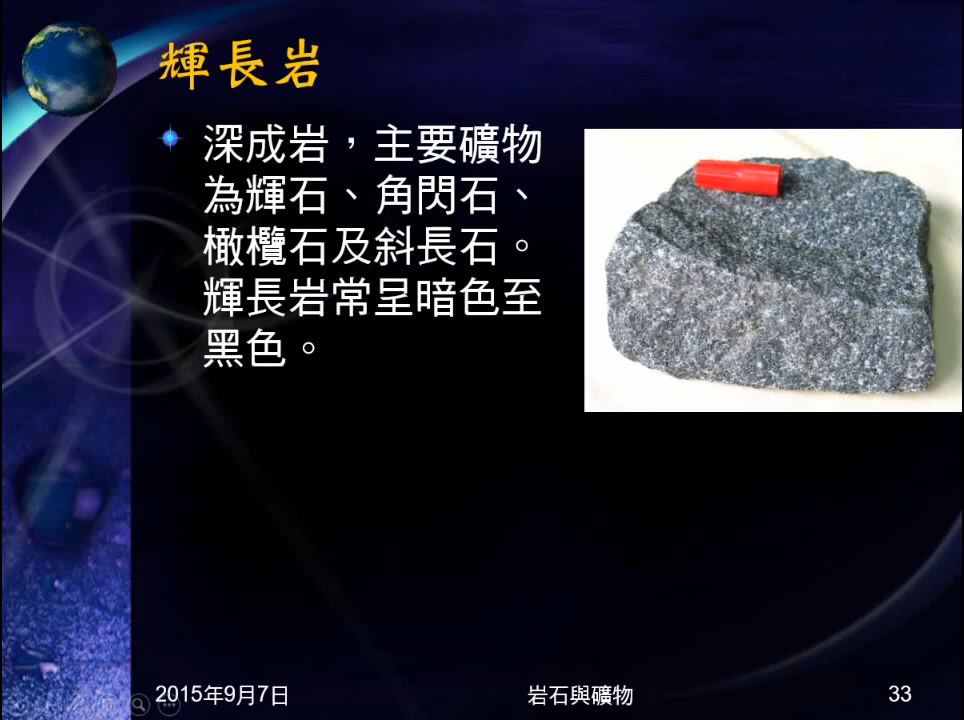 輝長岩
深成岩，主要礦物
為輝石、角閃石、
橄欖石及斜長石。
輝長岩常呈暗色至
黑色。
2015年9月7日
岩石與礦物
33